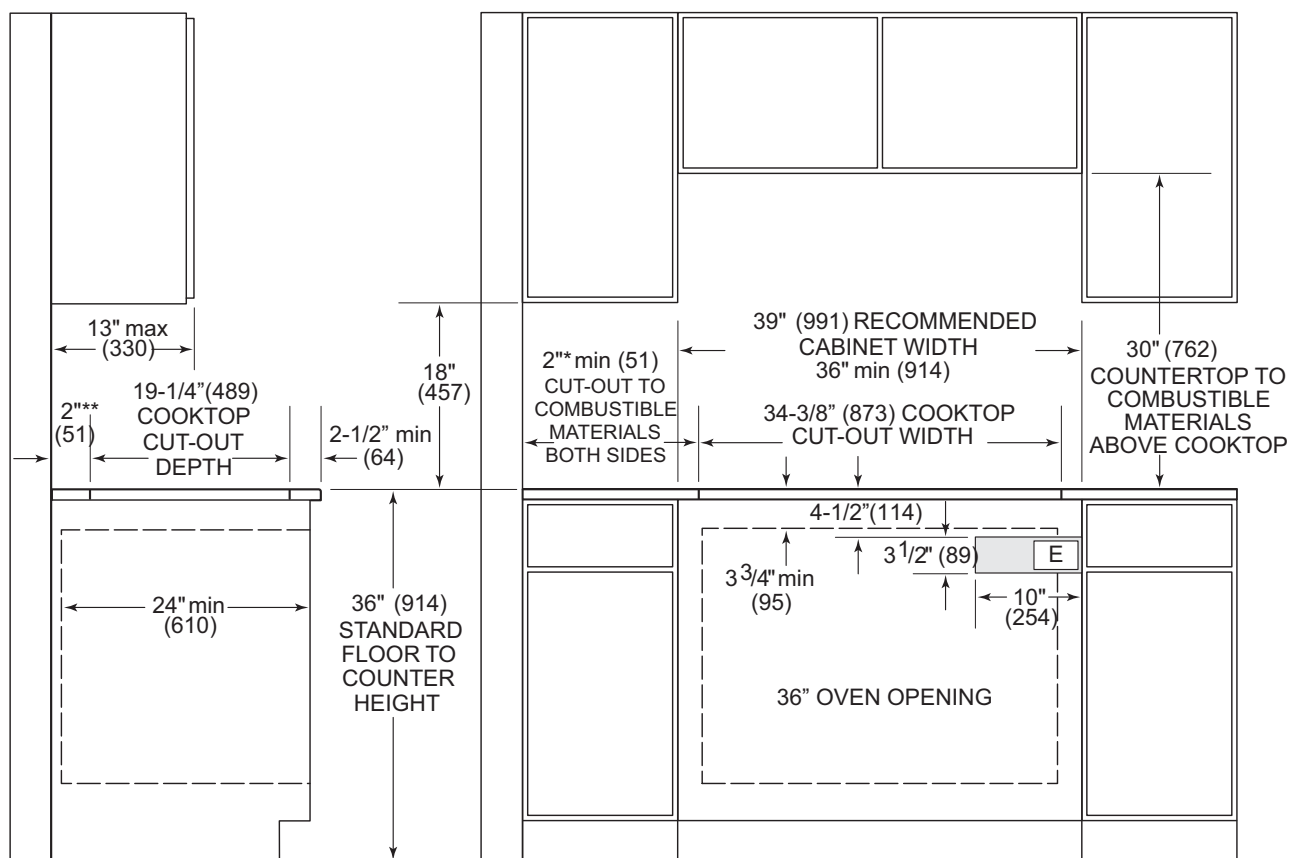 13" max
(330)
19-1/4”(489)
COOKTOP
CUT-OUT
DEPTH
2"**
(51)
2-1/2” min
(64)
18"
(457)
24" min
(610)
36" (914)
STANDARD
FLOOR TO
COUNTER
HEIGHT
2"* min (51)
CUT-OUT TO
COMBUSTIBLE
MATERIALS
BOTH SIDES
39" (991) RECOMMENDED
CABINET WIDTH
36" min (914)
34-3/8” (873) COOKTOP
CUT-OUT WIDTH
30" (762)
COUNTERTOP TO
COMBUSTIBLE
MATERIALS
ABOVE COOKTOP
4-1/2”(114)
3 1/2" (89)
E
3 3/4" min
(95)
10"
(254)
36” OVEN OPENING